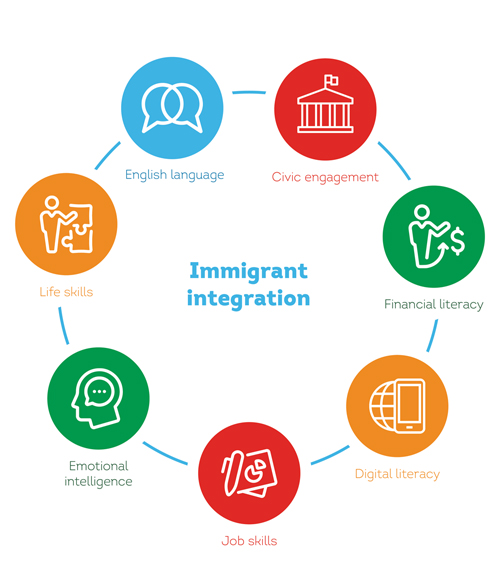 English language
Civic engagement
Life skills
Immigrant
integration
Financial literacy
Emotional
intelligence
Digital literacy
Job skills